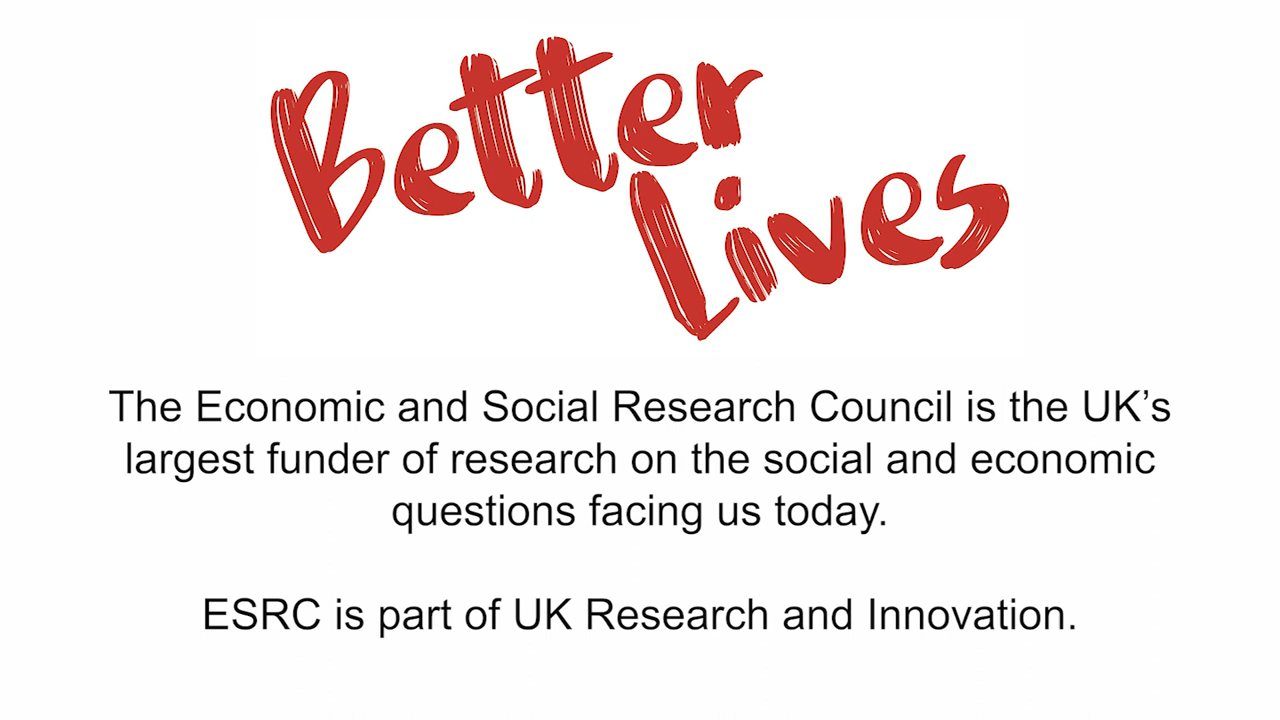 Better
Lives
The Economic and Social Research Council is the UK’s
largest funder of research on the social and economic
questions facing us today.
ESRC is part of UK Research and Innovation.